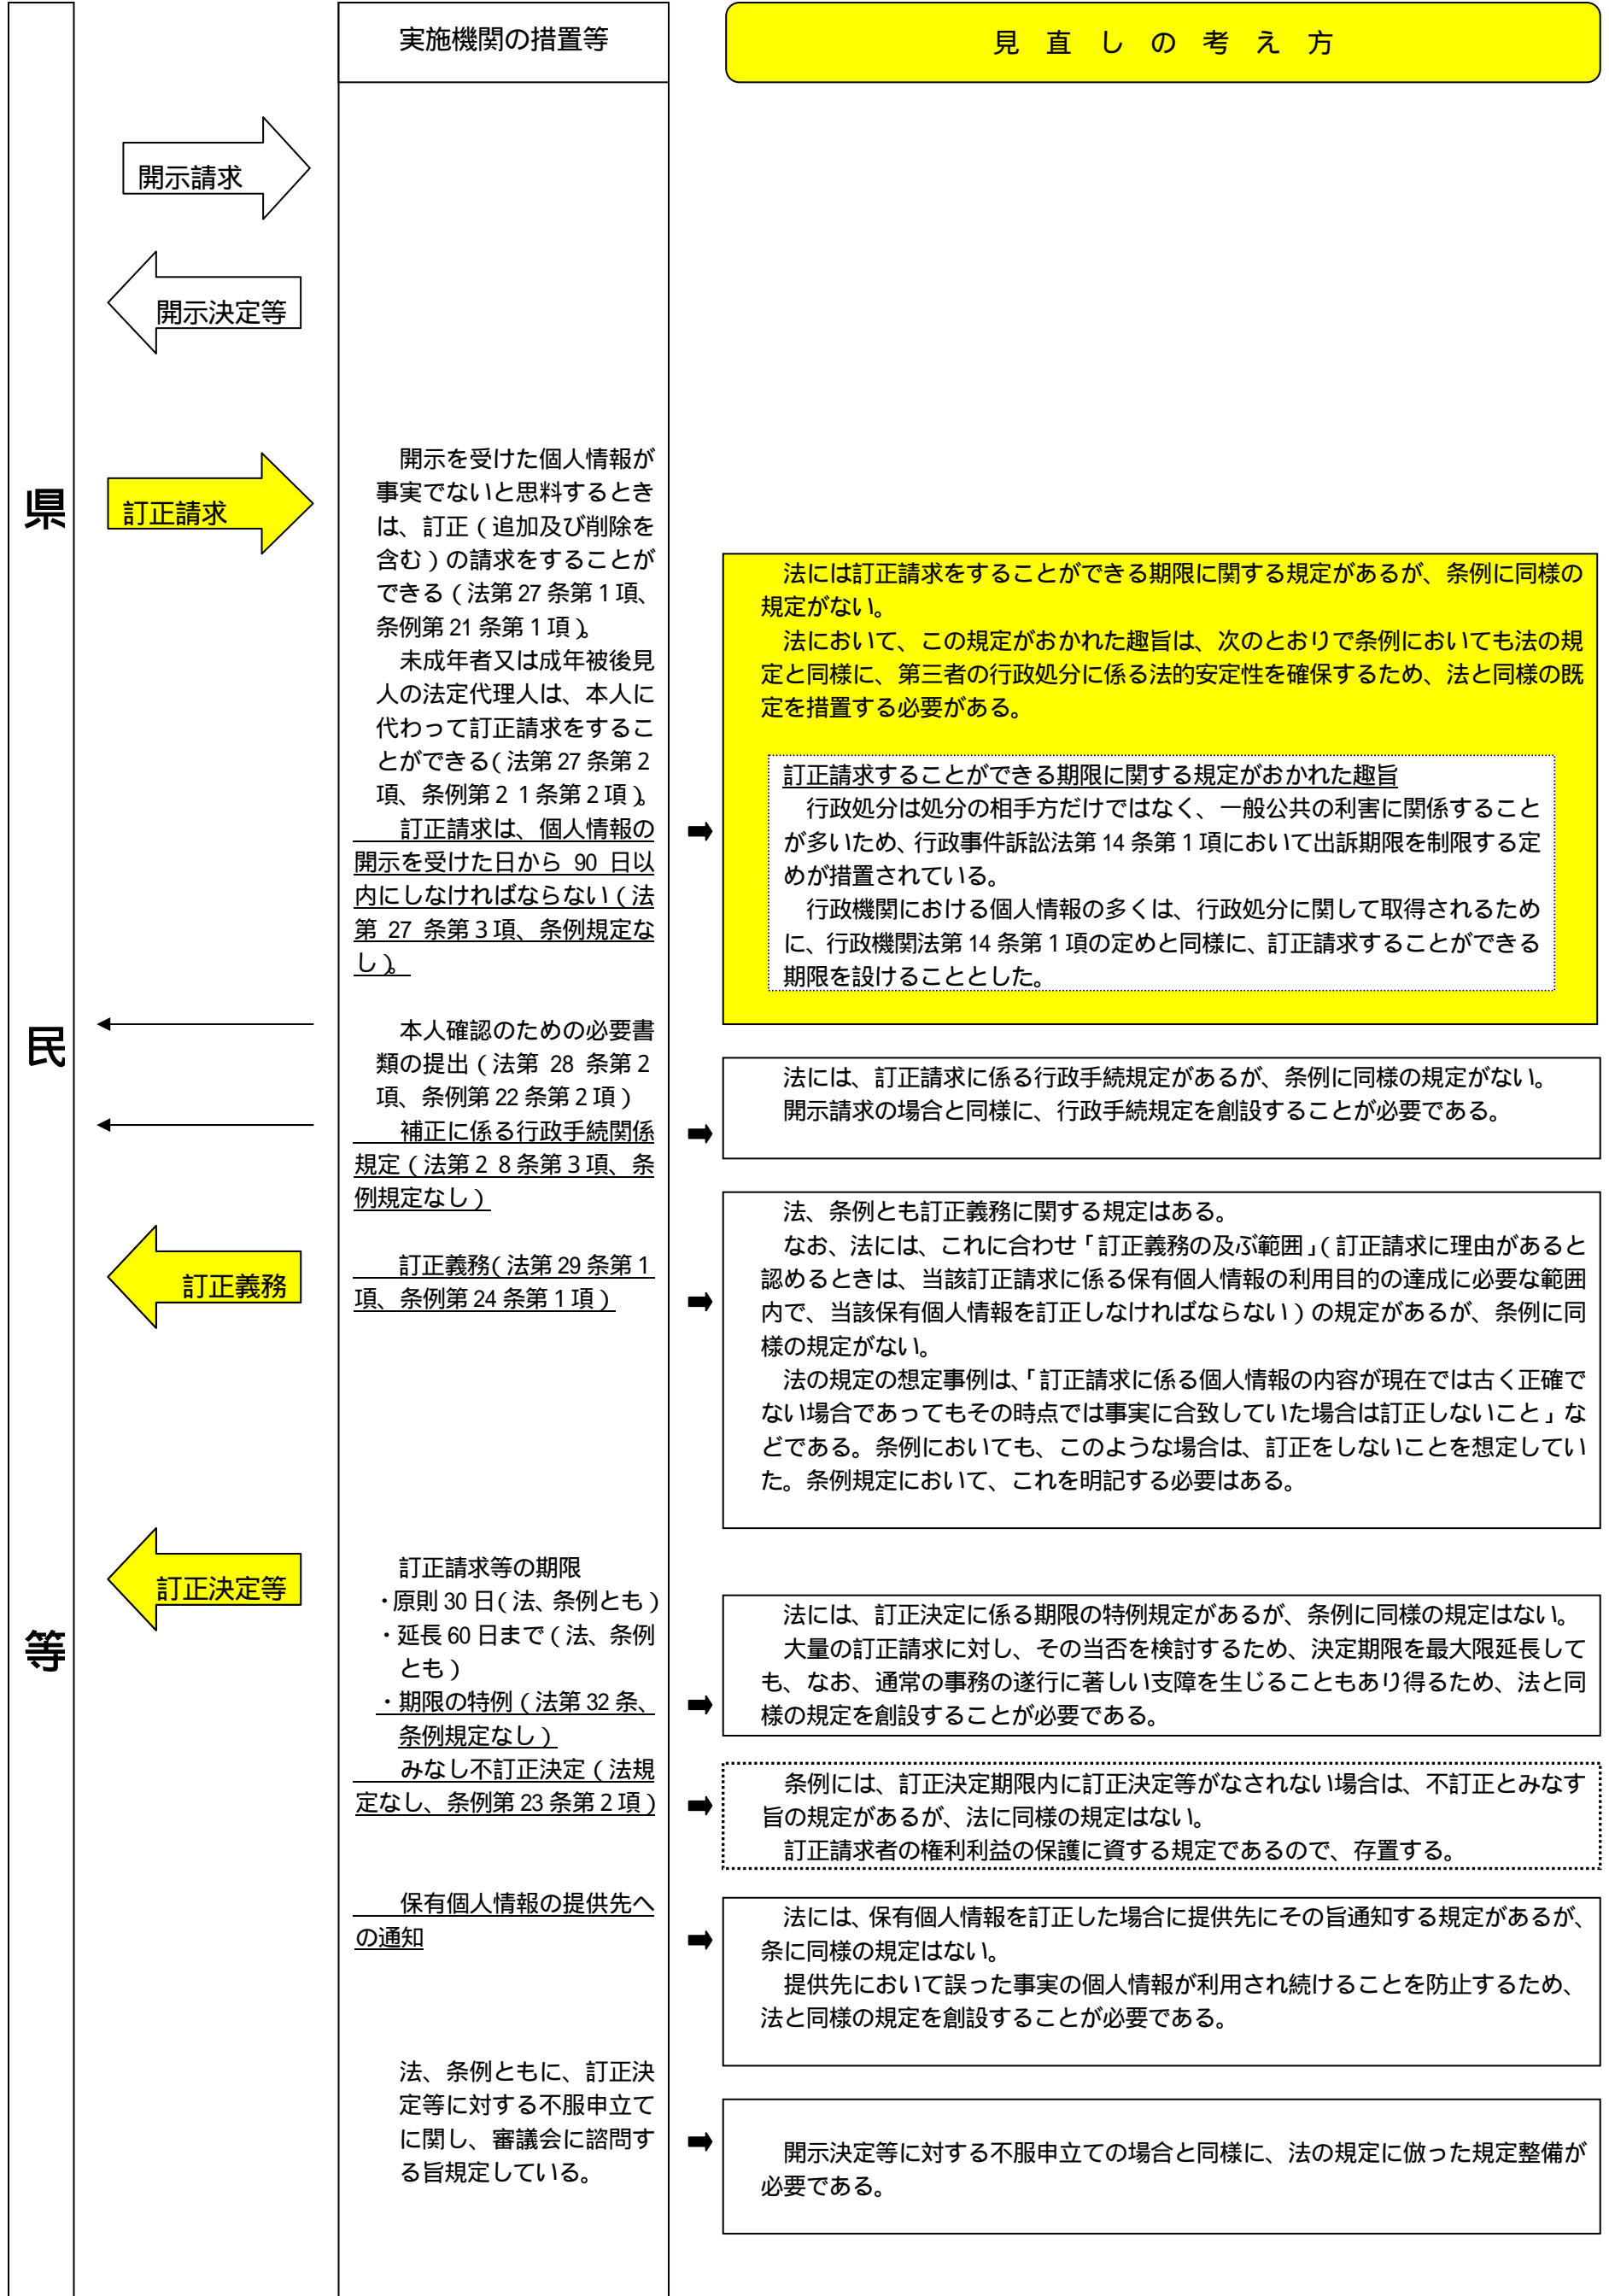 県
民
等
開示請求
開示決定等
訂正請求
訂正義務
訂正決定等
実施機関の措置等
開示を受けた個人情報が
事実でないと思料するとき
は、訂正（追加及び削除を
含む）の請求をすることが
できる（法第27条第1項、
条例第21条第1項）。
未成年者又は成年被後見
人の法定代理人は、本人に
代わって訂正請求をするこ
とができる（法第27条第2
項、条例第21条第2項）。
訂正請求は、個人情報の
開示を受けた日から 90 日以
内にしなければならない（法
第 27 条第3項、条例規定な
し）。
本人確認のための必要書
類の提出（法第 28 条第2
項、条例第22条第2項）
補正に係る行政手続関係
規定（法第28条第3項、条
例規定なし）
訂正義務（法第29条第1
項、条例第24条第1項）
訂正請求等の期限
・原則30日（法、条例とも）
・延長60日まで（法、条例
とも）
・期限の特例（法第32条、
条例規定なし）
みなし不訂正決定（法規
定なし、条例第23条第2項）
保有個人情報の提供先へ
の通知
法、条例ともに、訂正決
定等に対する不服申立て
に関し、審議会に諮問す
る旨規定している。
見直しの考え方
法には訂正請求をすることができる期限に関する規定があるが、条例に同様の
規定がない。
法において、この規定がおかれた趣旨は、次のとおりで条例においても法の規
定と同様に、第三者の行政処分に係る法的安定性を確保するため、法と同様の既
定を措置する必要がある。
訂正請求することができる期限に関する規定がおかれた趣旨
行政処分は処分の相手方だけではなく、一般公共の利害に関係すること
が多いため、行政事件訴訟法第14条第1項において出訴期限を制限する定
めが措置されている。
行政機関における個人情報の多くは、行政処分に関して取得されるため
に、行政機関法第14条第1項の定めと同様に、訂正請求することができる
期限を設けることとした。
法には、訂正請求に係る行政手続規定があるが、条例に同様の規定がない。
開示請求の場合と同様に、行政手続規定を創設することが必要である。
法、条例とも訂正義務に関する規定はある。
なお、法には、これに合わせ「訂正義務の及ぶ範囲」（訂正請求に理由があると
認めるときは、当該訂正請求に係る保有個人情報の利用目的の達成に必要な範囲
内で、当該保有個人情報を訂正しなければならない）の規定があるが、条例に同
様の規定がない。
法の規定の想定事例は、「訂正請求に係る個人情報の内容が現在では古く正確で
ない場合であってもその時点では事実に合致していた場合は訂正しないこと」な
どである。条例においても、このような場合は、訂正をしないことを想定してい
た。条例規定において、これを明記する必要はある。
法には、訂正決定に係る期限の特例規定があるが、条例に同様の規定はない。
大量の訂正請求に対し、その当否を検討するため、決定期限を最大限延長して
も、なお、通常の事務の遂行に著しい支障を生じることもあり得るため、法と同
様の規定を創設することが必要である。
条例には、訂正決定期限内に訂正決定等がなされない場合は、不訂正とみなす
旨の規定があるが、法に同様の規定はない。
訂正請求者の権利利益の保護に資する規定であるので、存置する。
法には、保有個人情報を訂正した場合に提供先にその旨通知する規定があるが、
条に同様の規定はない。
提供先において誤った事実の個人情報が利用され続けることを防止するため、
法と同様の規定を創設することが必要である。
開示決定等に対する不服申立ての場合と同様に、法の規定に倣った規定整備が
必要である。